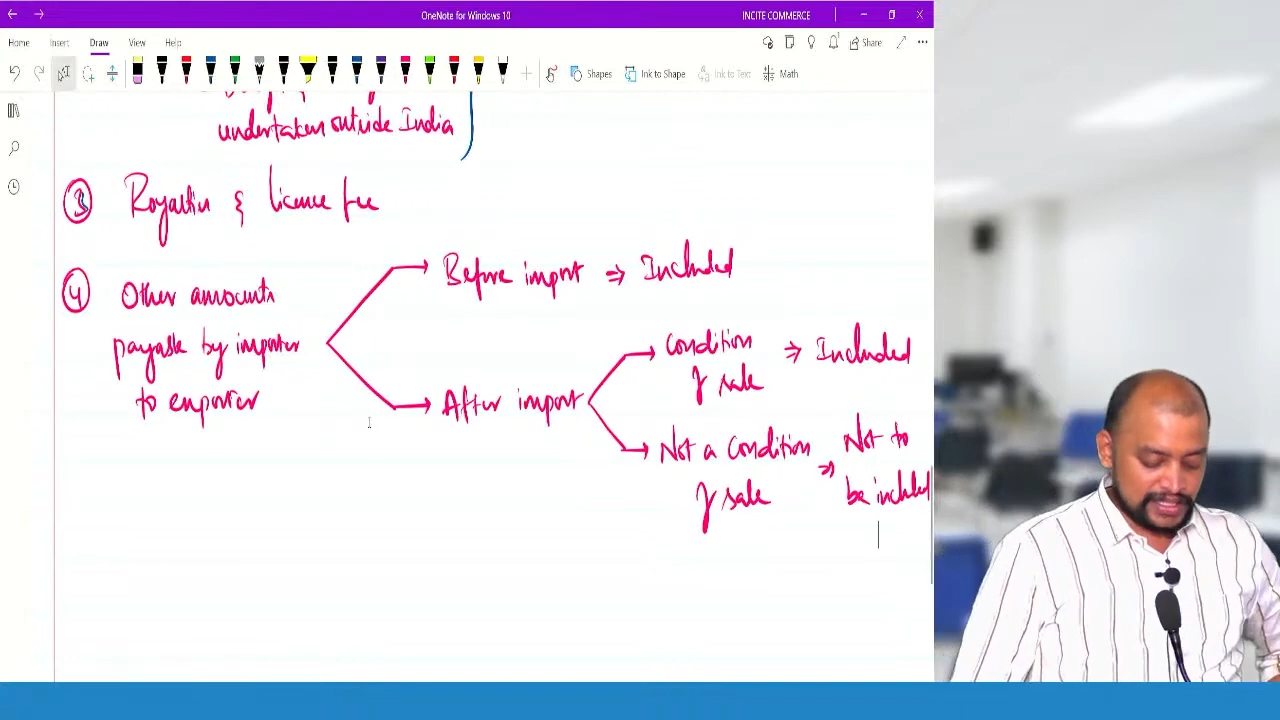 OneNote for Windows 10
INCITE COMMERCE
Home Insert Draw View Help
Share
Shapes
Ink to Shape
Ink to Text
Math
undertaken outside India
3 Royalties & licence fee
4 Other amounts
payable by importer
to exporter
Before import ⇒ Included
After import
Condition
of sale
⇒ Included
Not a condition
of sale
⇒ Not to
be included